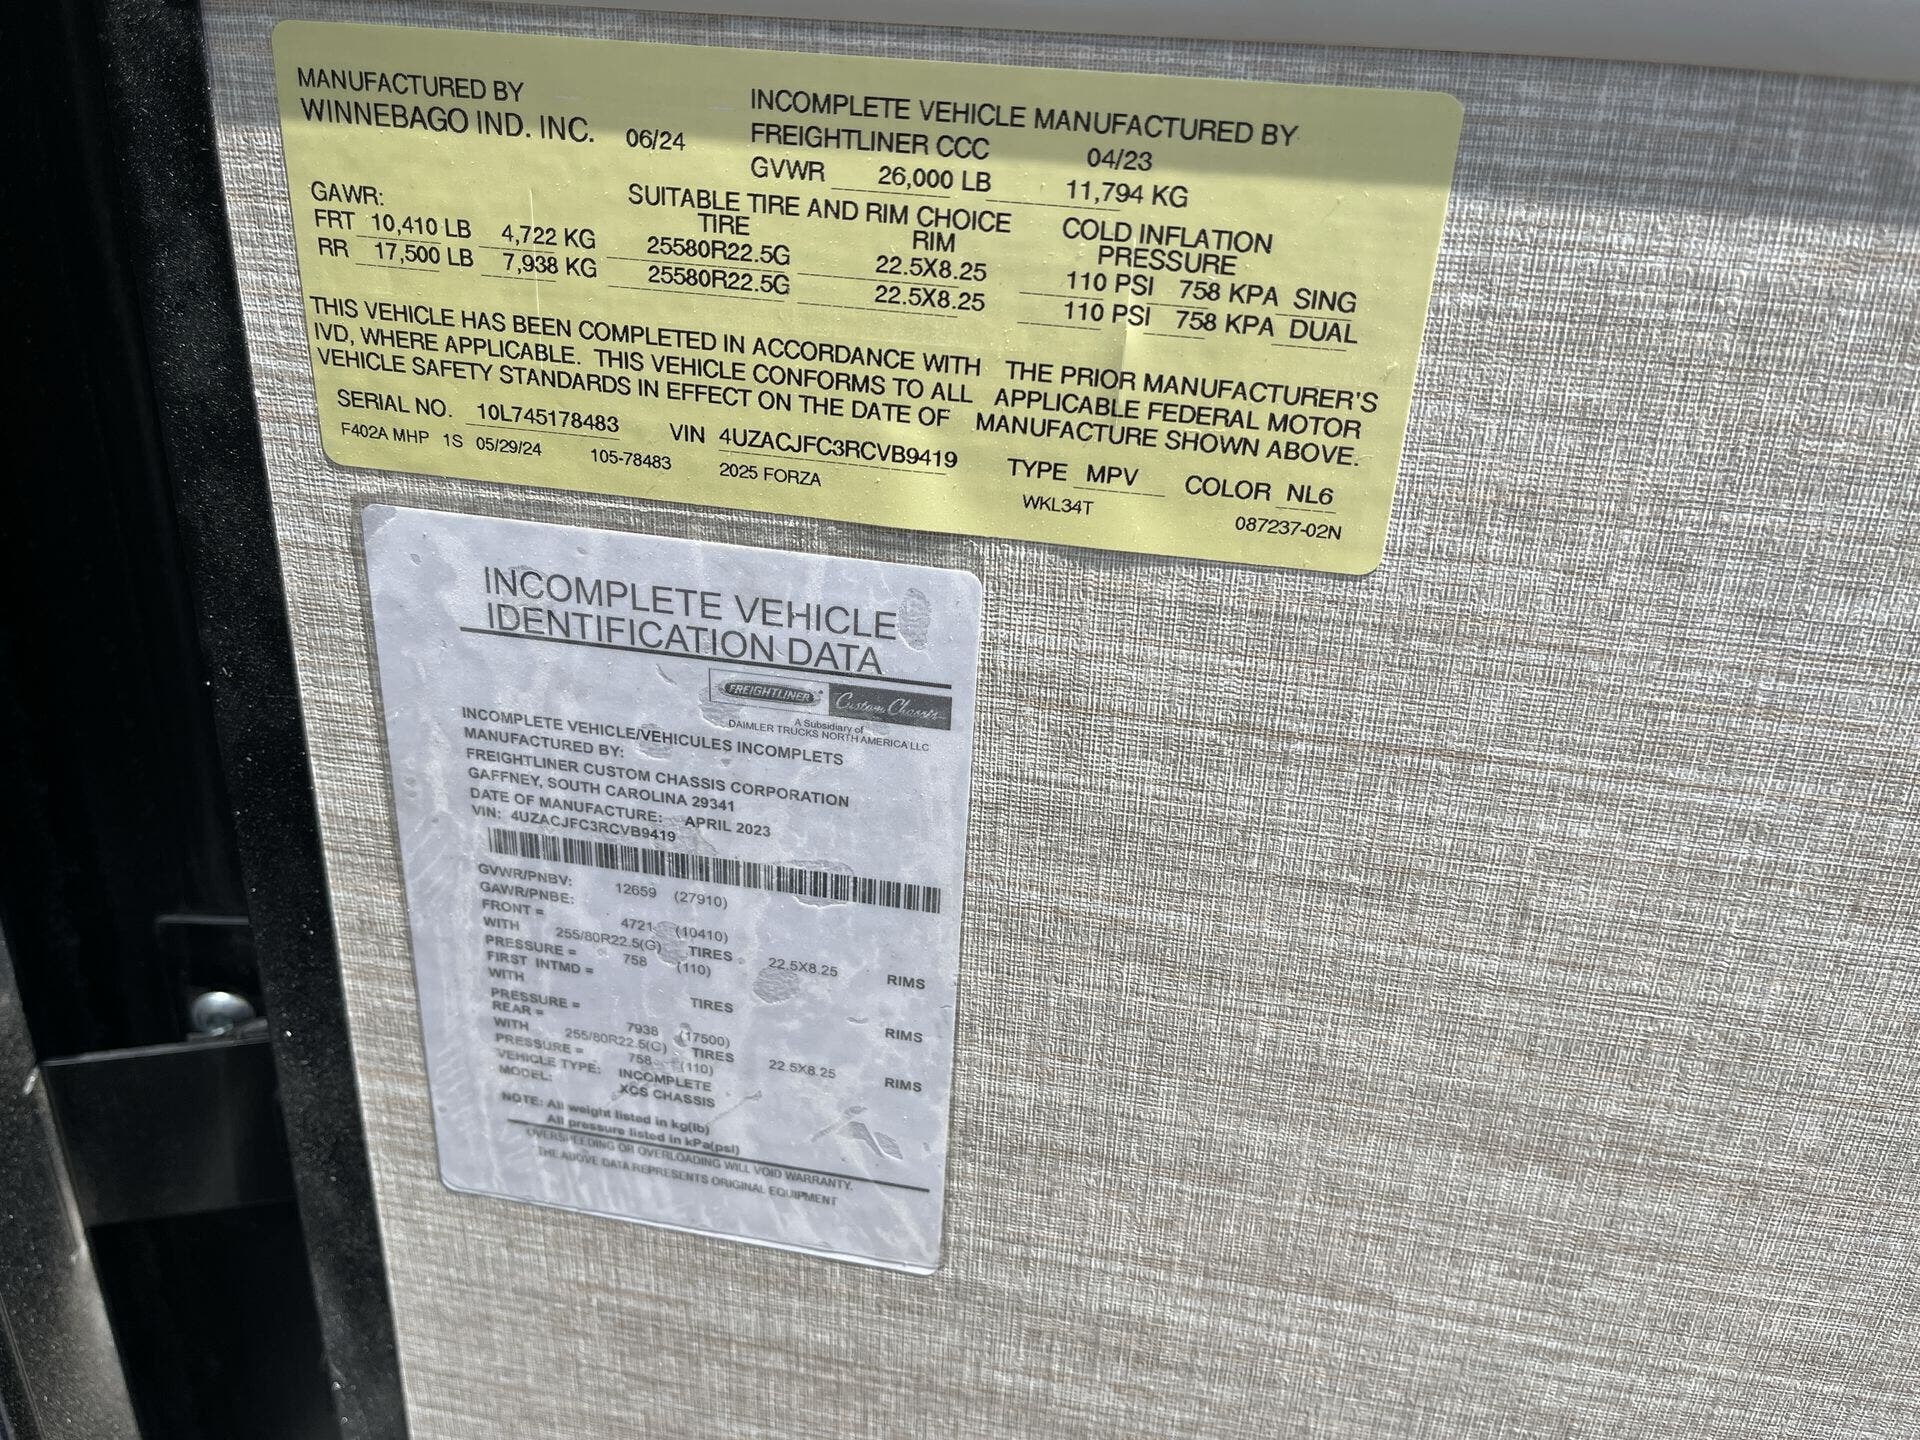 MANUFACTURED BY
WINNEBAGO IND. INC. 06/24
INCOMPLETE VEHICLE MANUFACTURED BY
FREIGHTLINER CCC 04/23
GVWR 26,000 LB 11,794 KG
GAWR:
FRT 10,410 LB 4,722 KG
RR 17,500 LB 7,938 KG
SUITABLE TIRE AND RIM CHOICE
TIRE RIM
25580R22.5G 22.5X8.25
25580R22.5G 22.5X8.25
COLD INFLATION
PRESSURE
110 PSI 758 KPA SING
110 PSI 758 KPA DUAL
THIS VEHICLE HAS BEEN COMPLETED IN ACCORDANCE WITH THE PRIOR MANUFACTURER'S
IVD, WHERE APPLICABLE. THIS VEHICLE CONFORMS TO ALL APPLICABLE FEDERAL MOTOR
VEHICLE SAFETY STANDARDS IN EFFECT ON THE DATE OF MANUFACTURE SHOWN ABOVE.
SERIAL NO. 10L745178483 VIN 4UZACJFC3RCVB9419 TYPE MPV COLOR NL6
F402A MHP 1S 05/29/24 105-78483 2025 FORZA WKL34T 087237-02N
INCOMPLETE VEHICLE
IDENTIFICATION DATA
FREIGHTLINER Custom Chassis
A Subsidiary of
DAIMLER TRUCKS NORTH AMERICA LLC
INCOMPLETE VEHICLE/VEHICULES INCOMPLETS
MANUFACTURED BY:
FREIGHTLINER CUSTOM CHASSIS CORPORATION
GAFFNEY, SOUTH CAROLINA 29341
DATE OF MANUFACTURE: APRIL 2023
VIN: 4UZACJFC3RCVB9419
GVWR/PNBV: 12659 (27910)
GAWR/PNBE:
FRONT = 4721 (10410)
WITH 255/80R22.5(G) TIRES 22.5X8.25 RIMS
PRESSURE = 758 (110)
FIRST INTMD =
WITH TIRES RIMS
PRESSURE =
REAR = 7938 (17500)
WITH 255/80R22.5(G) TIRES 22.5X8.25 RIMS
PRESSURE = 758 (110)
VEHICLE TYPE: INCOMPLETE
MODEL: XCS CHASSIS
NOTE: All weight listed in kg(lb)
All pressure listed in kPa(psi)
OVERSPEEDING OR OVERLOADING WILL VOID WARRANTY.
THE ABOVE DATA REPRESENTS ORIGINAL EQUIPMENT